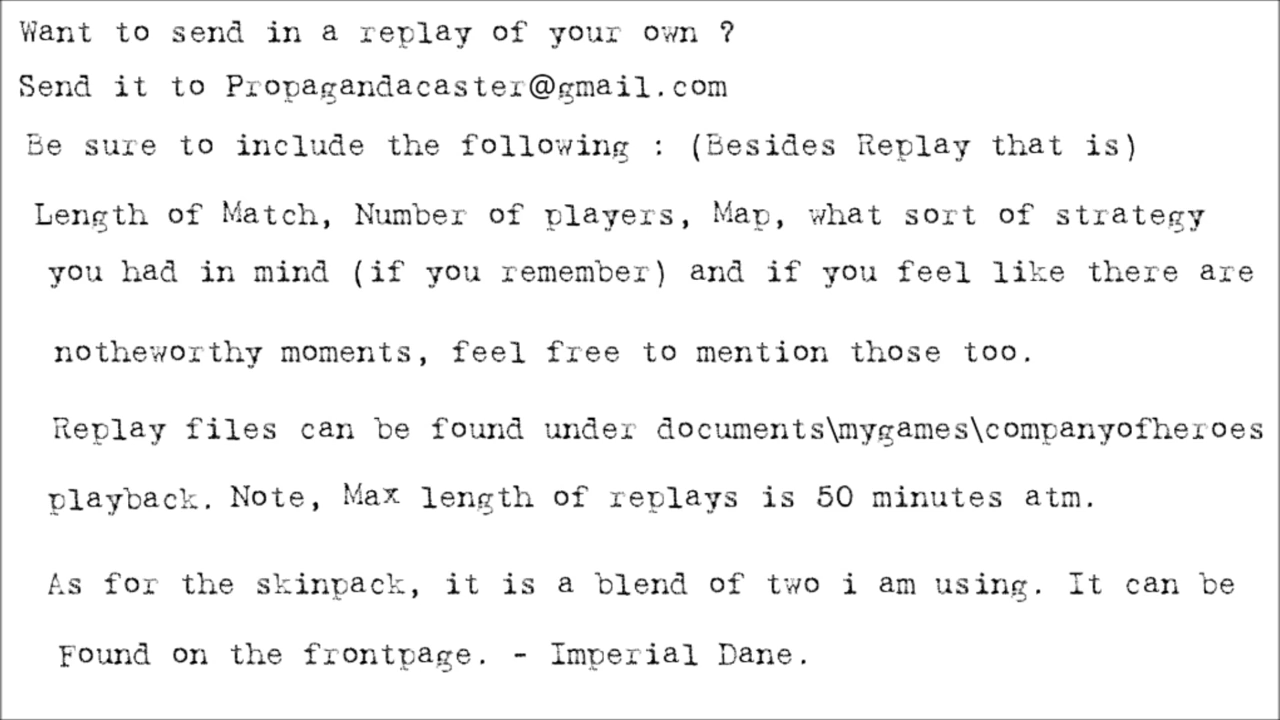 Want to send in a replay of your own ?
Send it to Propagandacaster@gmail.com
Be sure to include the following : (Besides Replay that is)
Length of Match, Number of players, Map, what sort of strategy
you had in mind (if you remember) and if you feel like there are
notheworthy moments, feel free to mention those too.
Replay files can be found under documents\mygames\companyofheroes
playback. Note, Max length of replays is 50 minutes atm.
As for the skinpack, it is a blend of two i am using. It can be
Found on the frontpage. - Imperial Dane.